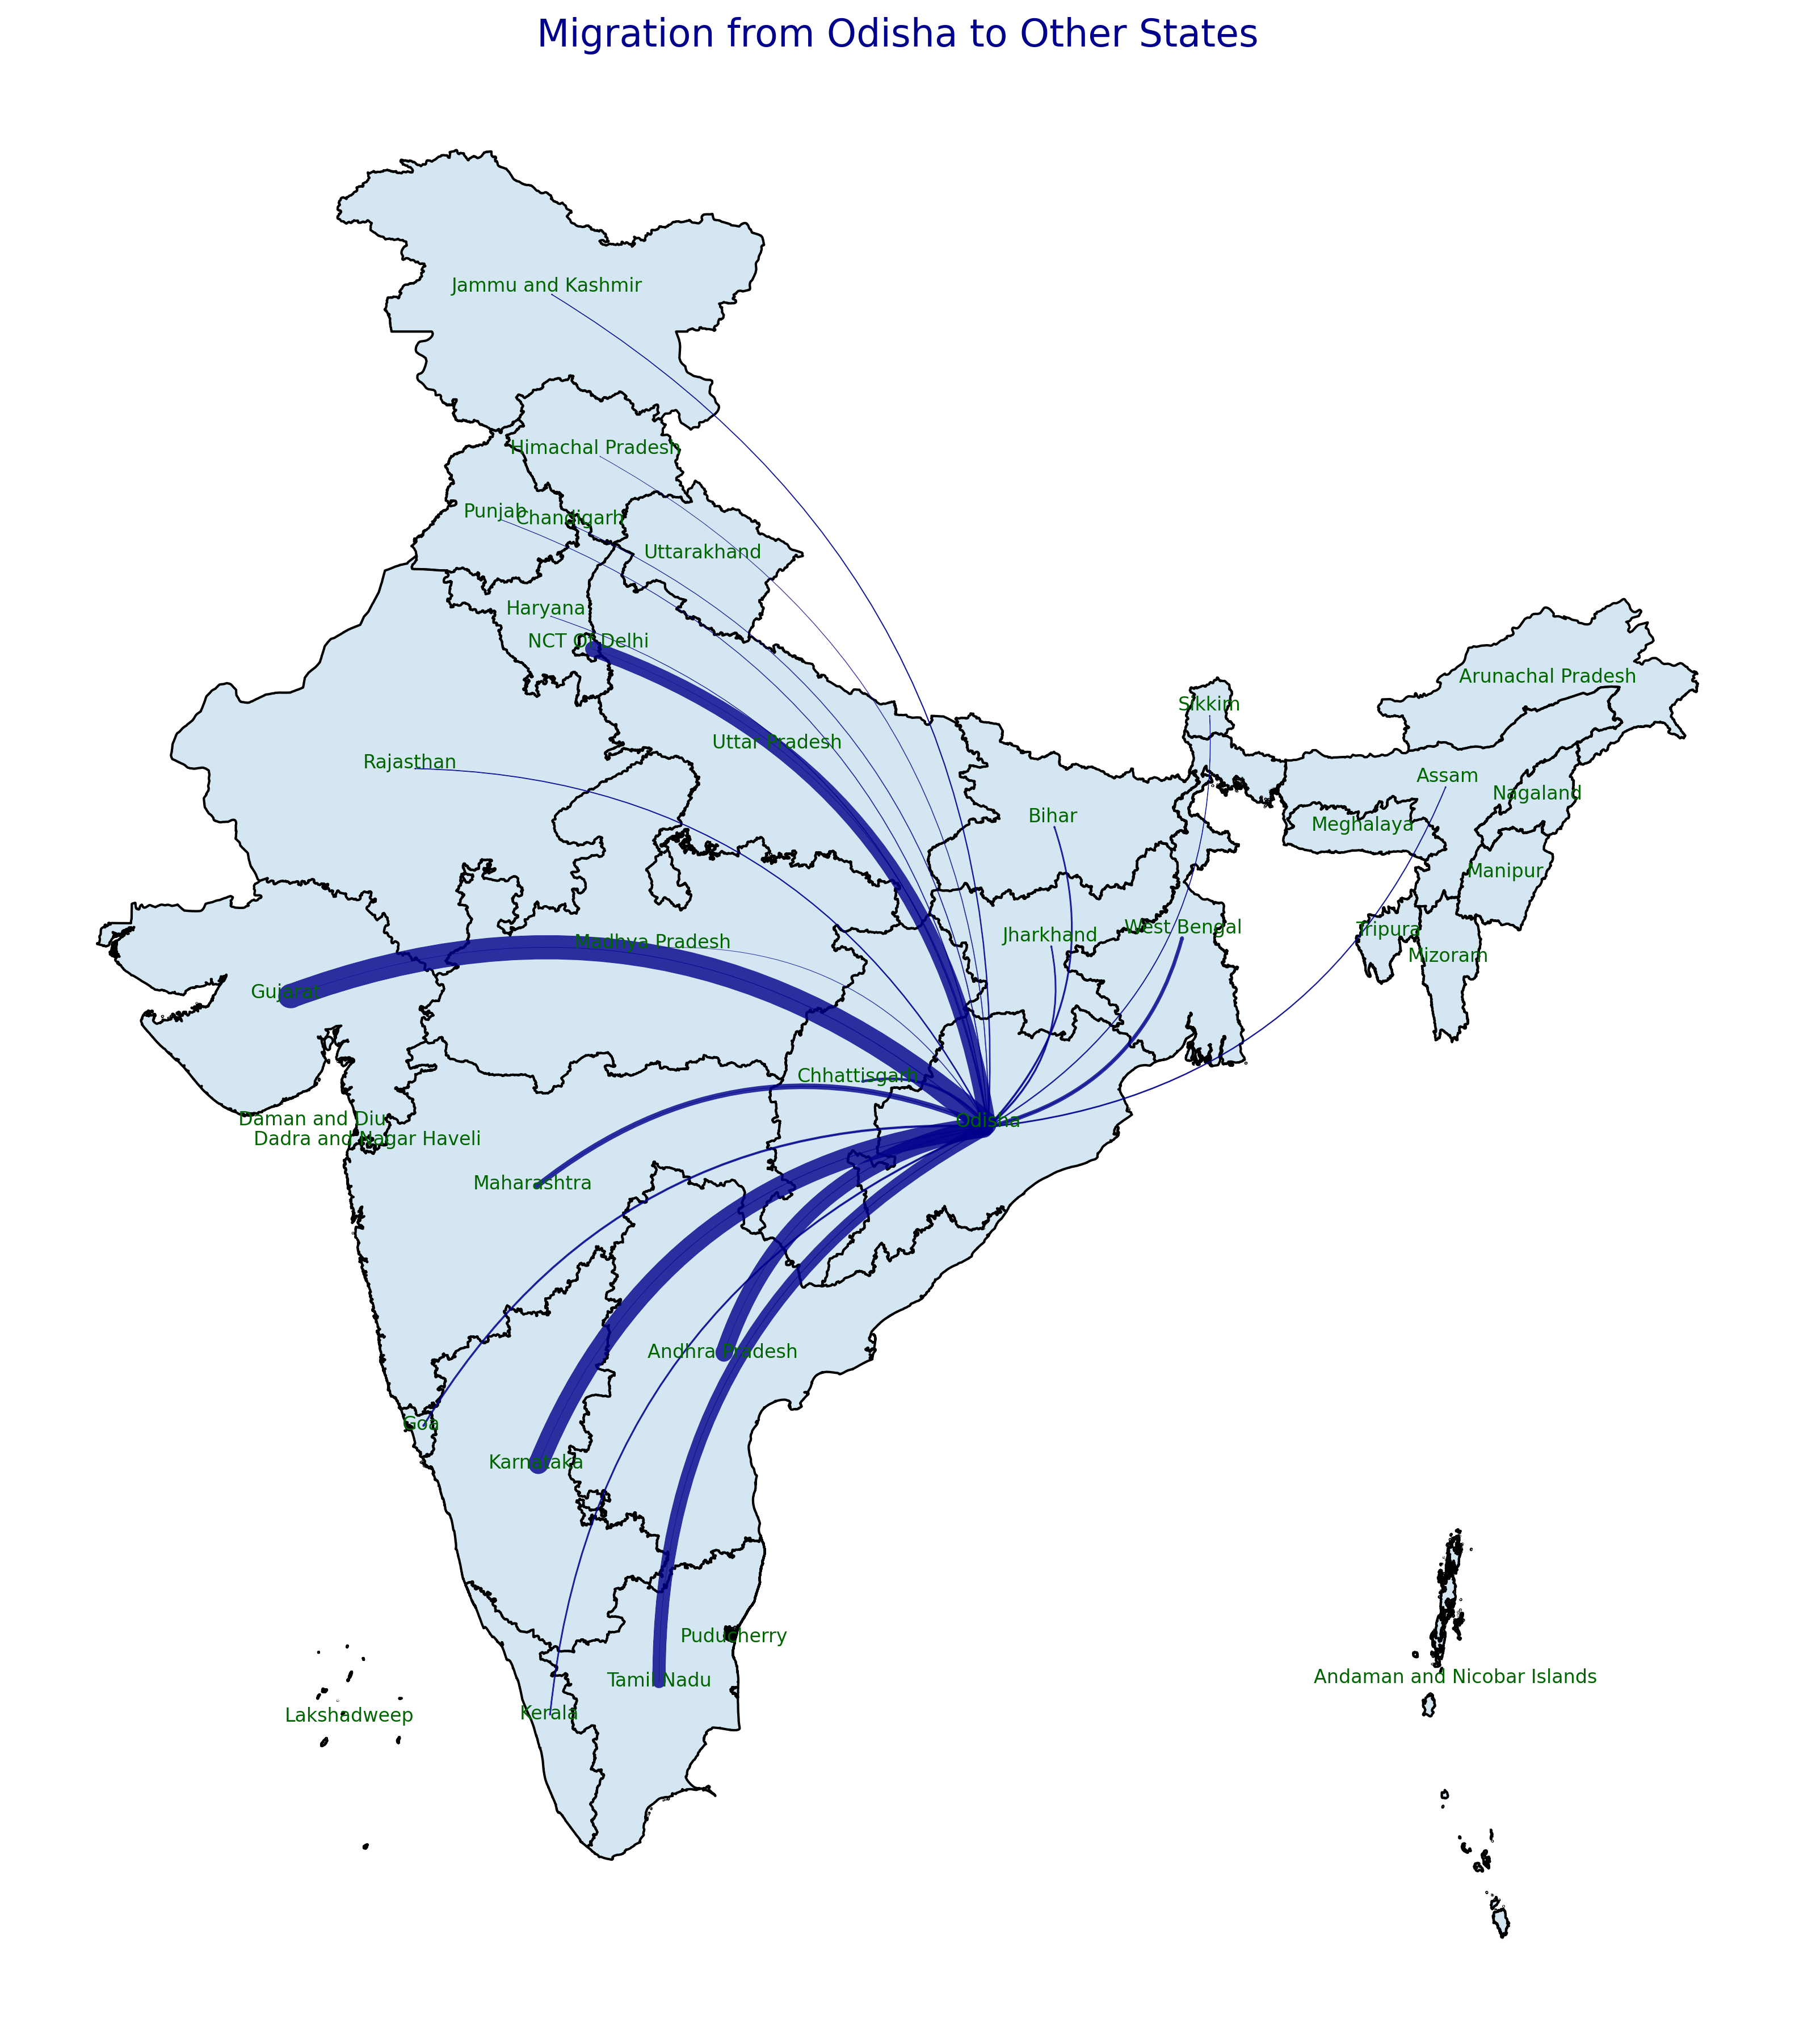 Migration from Odisha to Other States
Jammu and Kashmir
Himachal Pradesh
Punjab
Chandigarh
Uttarakhand
Haryana
NCT Of Delhi
Arunachal Pradesh
Sikkim
Uttar Pradesh
Rajasthan
Assam
Nagaland
Bihar
Meghalaya
Manipur
West Bengal
Tripura
Jharkhand
Madhya Pradesh
Mizoram
Gujarat
Chhattisgarh
Daman and Diu
Odisha
Dadra and Nagar Haveli
Maharashtra
Andhra Pradesh
Goa
Karnataka
Puducherry
Andaman and Nicobar Islands
Tamil Nadu
Kerala
Lakshadweep